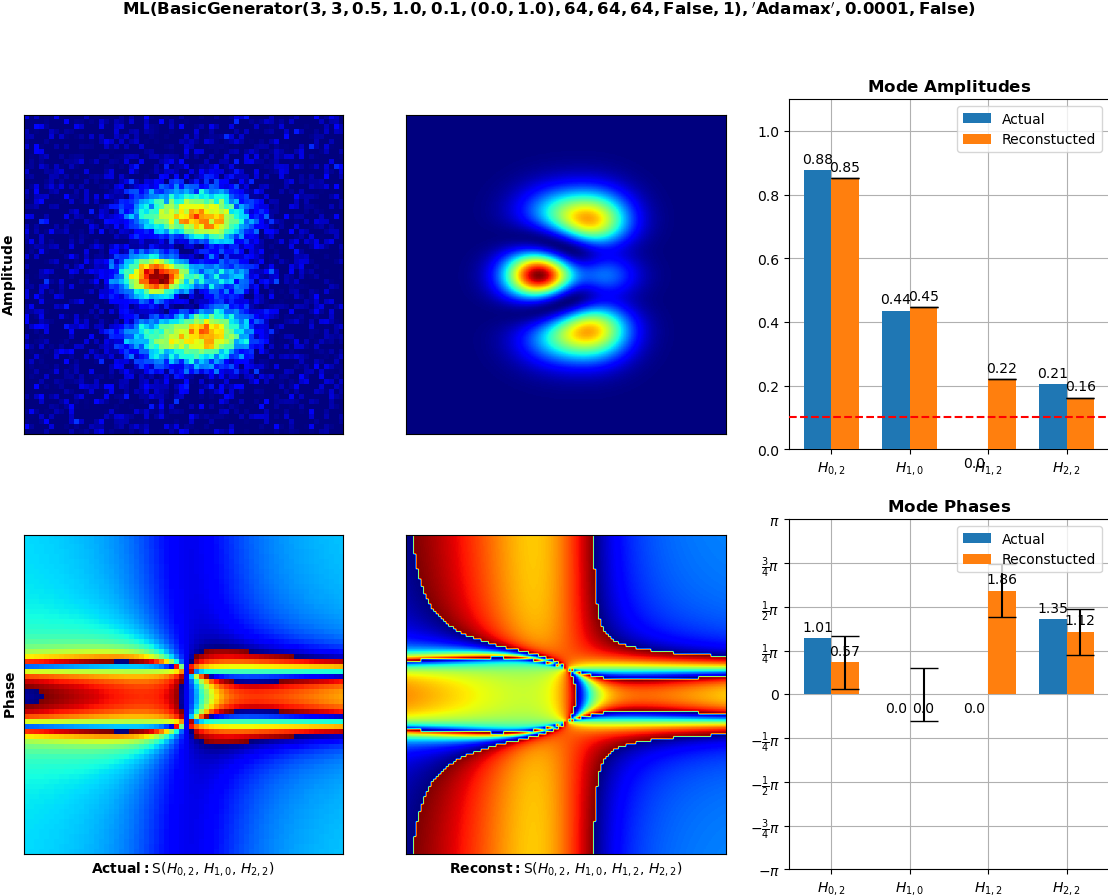 ML(BasicGenerator(3, 3, 0.5, 1.0, 0.1, (0.0, 1.0), 64, 64, 64, False, 1), 'Adamax', 0.0001, False)
Amplitude
Mode Amplitudes
Actual
Reconstucted
1.0
0.8
0.6
0.4
0.2
0.0
0.88
0.85
0.44
0.45
0.0
0.22
0.21
0.16
H0,2
H1,0
H1,2
H2,2
Phase
Actual: S(H0,2, H1,0, H2,2)
Reconst: S(H0,2, H1,0, H1,2, H2,2)
Mode Phases
Actual
Reconstucted
π
3/4π
1/2π
1/4π
0
−1/4π
−1/2π
−3/4π
−π
1.01
0.57
0.0
0.0
0.0
1.86
1.35
1.12
H0,2
H1,0
H1,2
H2,2